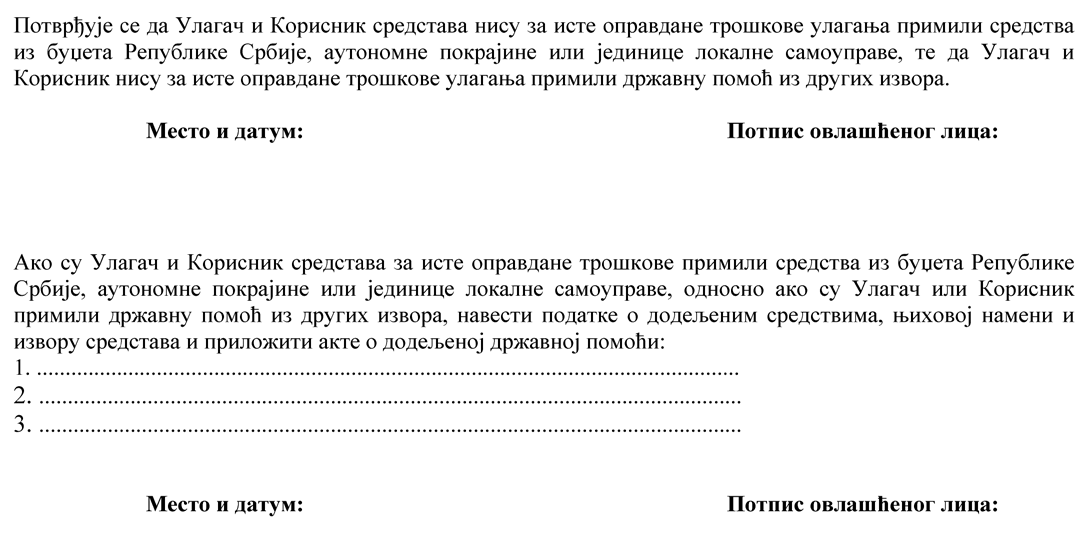 Потврђује се да Улагач и Корисник средстава нису за исте оправдане трошкове улагања примили средства
из буџета Републике Србије, аутономне покрајине или јединице локалне самоуправе, те да Улагач и
Корисник нису за исте оправдане трошкове улагања примили државну помоћ из других извора.
Место и датум: Потпис овлашћеног лица:
Ако су Улагач и Корисник средстава за исте оправдане трошкове примили средства из буџета Републике
Србије, аутономне покрајине или јединице локалне самоуправе, односно ако су Улагач или Корисник
примили државну помоћ из других извора, навести податке о додељеним средствима, њиховој намени и
извору средстава и приложити акте о додељеној државној помоћи:
1. ........................................................................................................
2. ........................................................................................................
3. ........................................................................................................
Место и датум: Потпис овлашћеног лица: